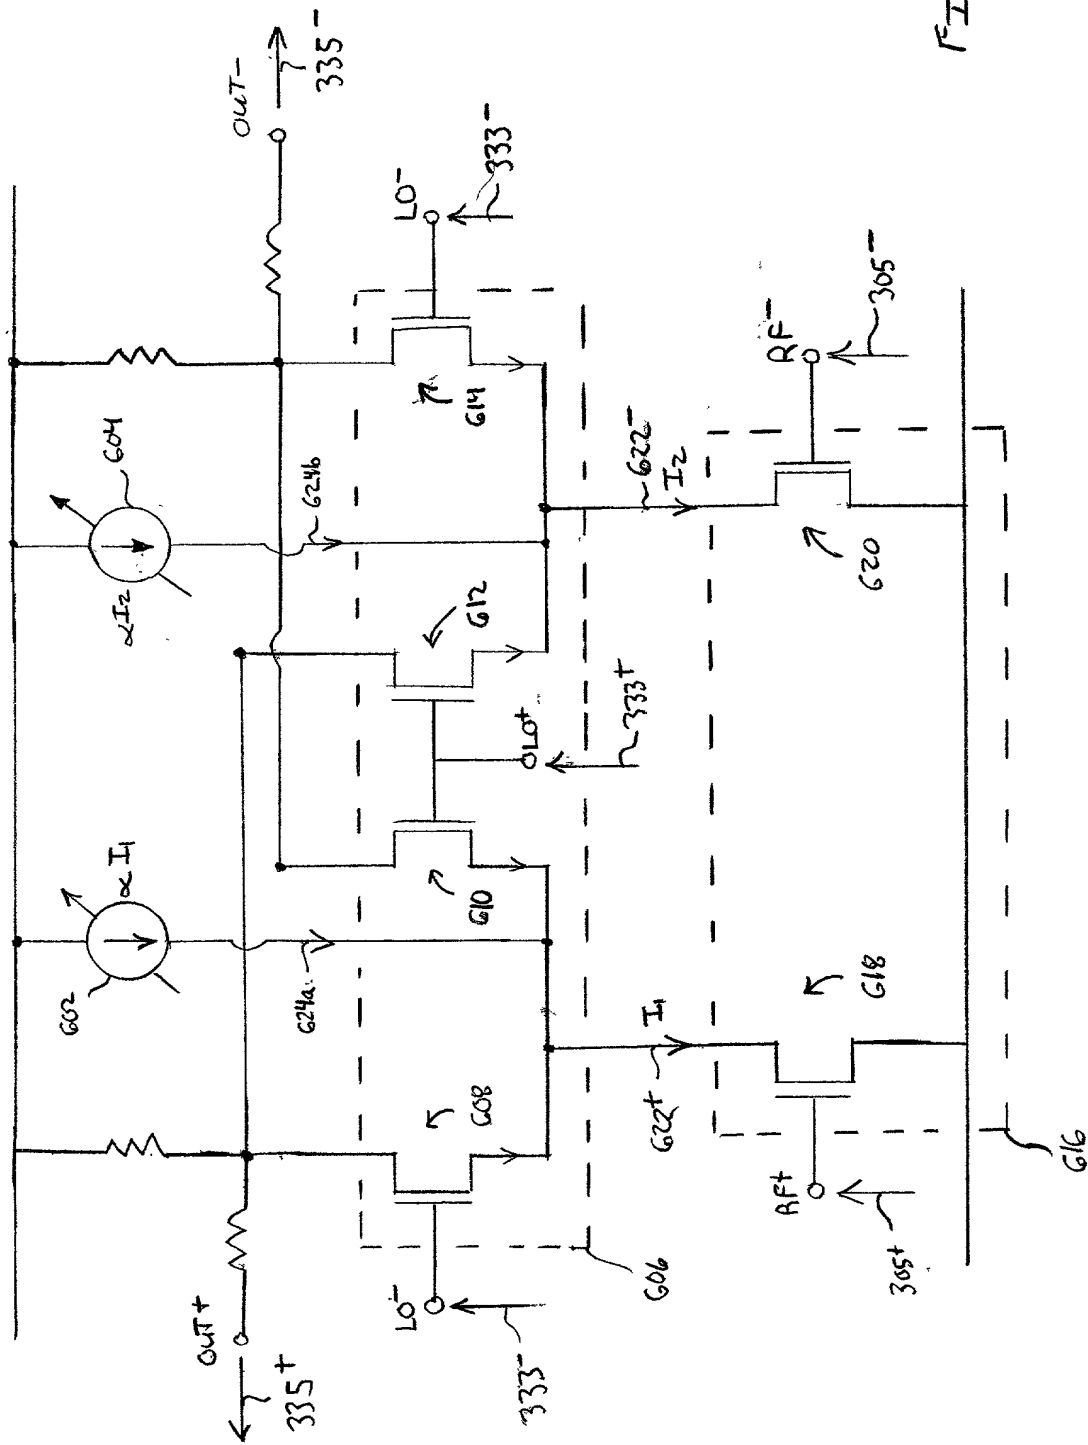 602
αI1
αI2
604
OUT+
335+
OUT-
335-
624a
624b
LO-
333-
608
610
LO+
333+
612
614
LO-
333-
606
622+
I1
622-
I2
RF+
305+
618
620
RF-
305-
616
FI